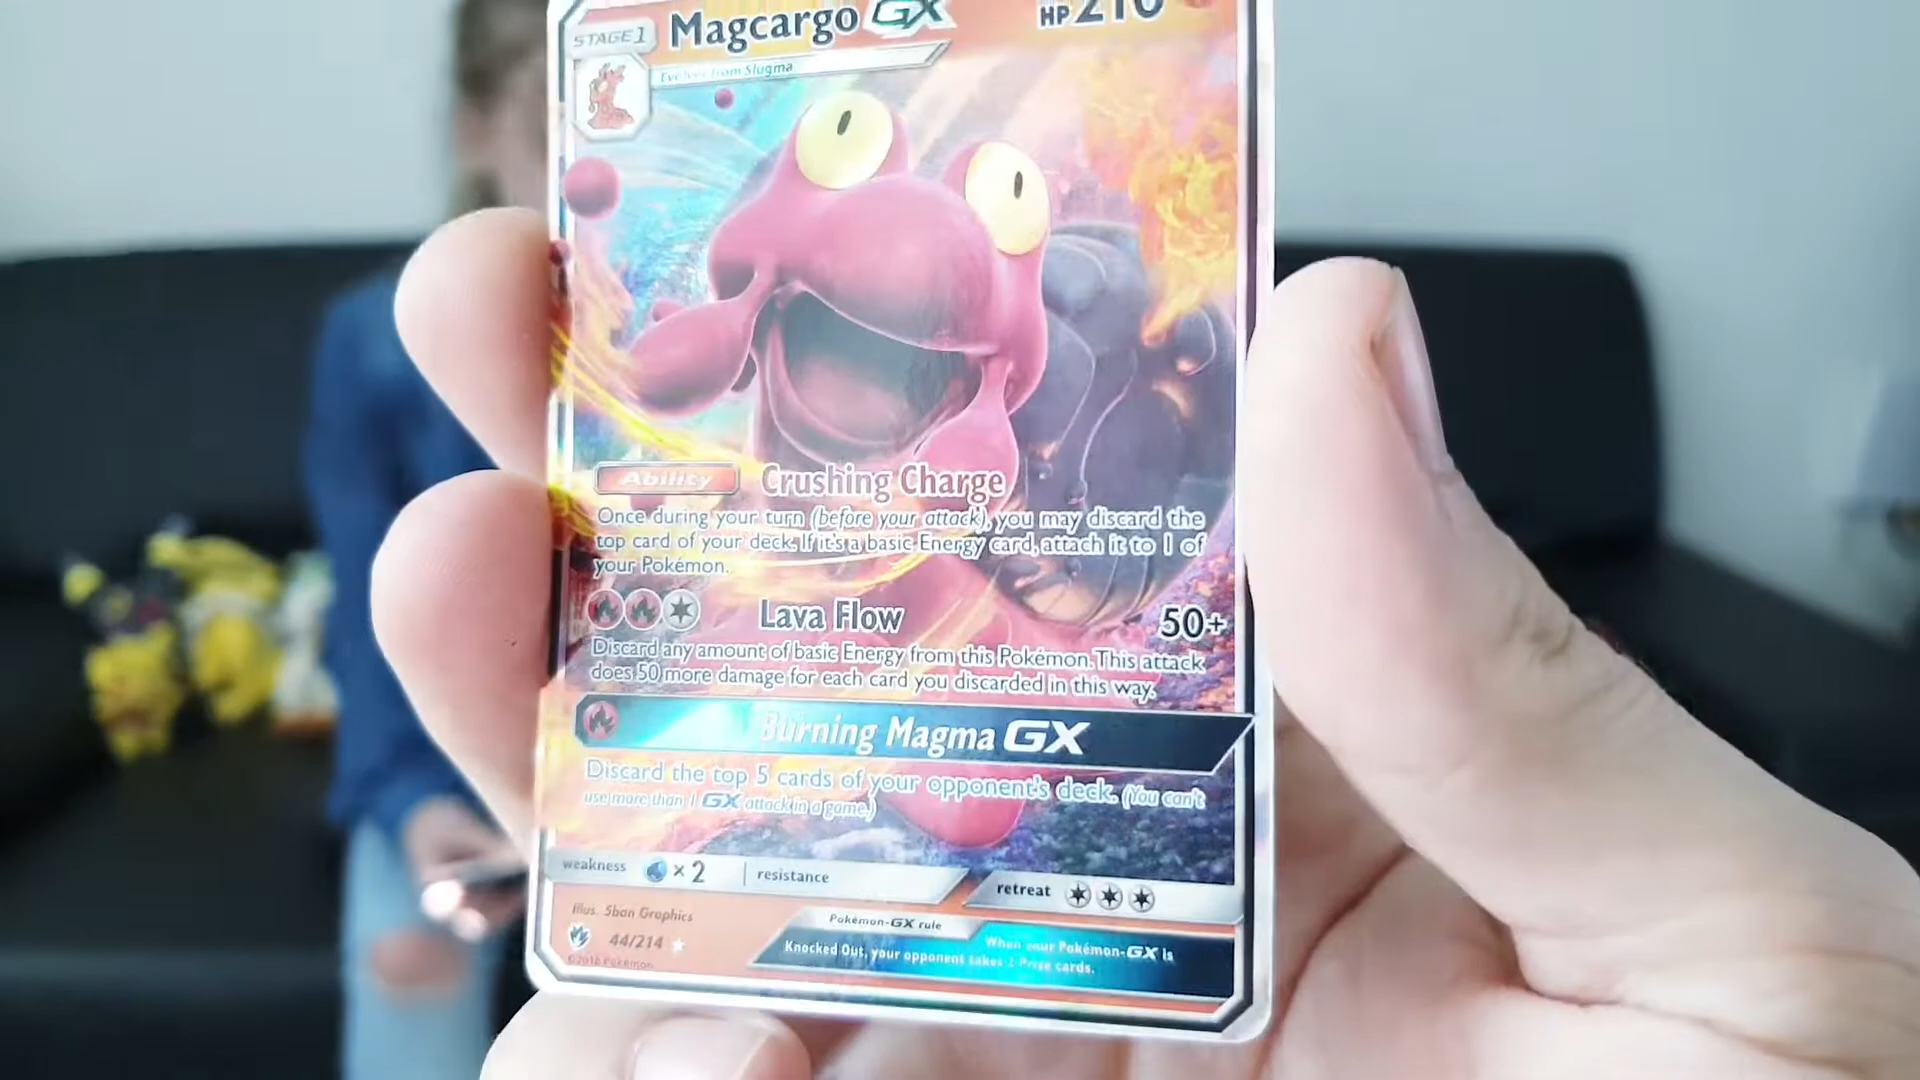 STAGE1 Magcargo GX HP 210
Evolves from Slugma
Ability Crushing Charge
Once during your turn (before your attack), you may discard the
top card of your deck. If it's a basic Energy card, attach it to 1 of
your Pokémon.
Lava Flow 50+
Discard any amount of basic Energy from this Pokémon. This attack
does 50 more damage for each card you discarded in this way.
Burning Magma GX
Discard the top 5 cards of your opponent's deck. (You can't
use more than 1 GX attack in a game.)
weakness ×2 resistance
retreat
Illus. 5ban Graphics
44/214
©2018 Pokémon
Pokémon-GX rule
When your Pokémon-GX is
Knocked Out, your opponent takes 2 Prize cards.